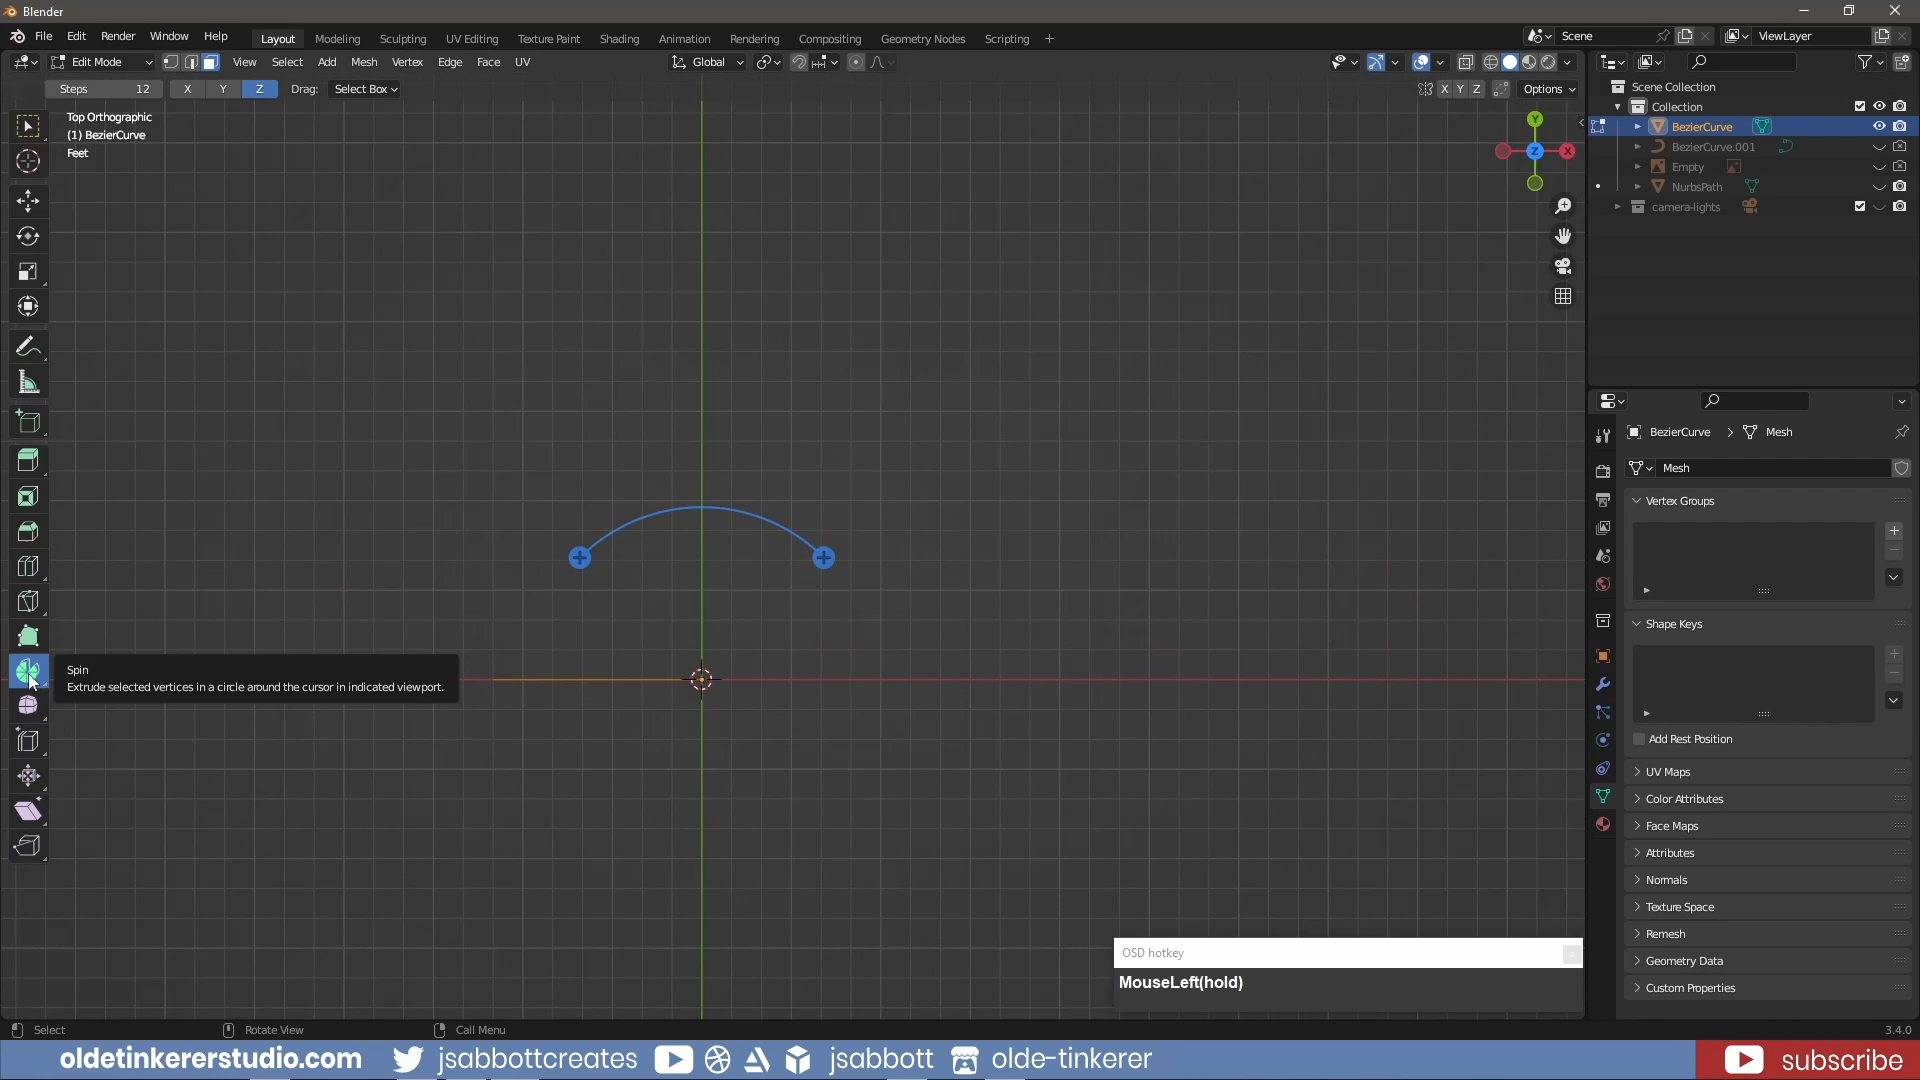 Blender
File Edit Render Window Help Layout Modeling Sculpting UV Editing Texture Paint Shading Animation Rendering Compositing Geometry Nodes Scripting + Scene ViewLayer
Edit Mode View Select Add Mesh Vertex Edge Face UV Global
Steps 12 X Y Z Drag: Select Box X Y Z Options
Scene Collection
Collection
BezierCurve
BezierCurve.001
Empty
NurbsPath
camera-lights
Top Orthographic
(1) BezierCurve
Feet
Y
Z
X
BezierCurve > Mesh
Mesh
Vertex Groups
Shape Keys
Add Rest Position
UV Maps
Color Attributes
Face Maps
Attributes
Normals
Texture Space
Remesh
Geometry Data
Custom Properties
Spin
Extrude selected vertices in a circle around the cursor in indicated viewport.
OSD hotkey
MouseLeft(hold)
Select Rotate View Call Menu 3.4.0
oldetinkererstudio.com jsabbottcreates jsabbott olde-tinkerer subscribe